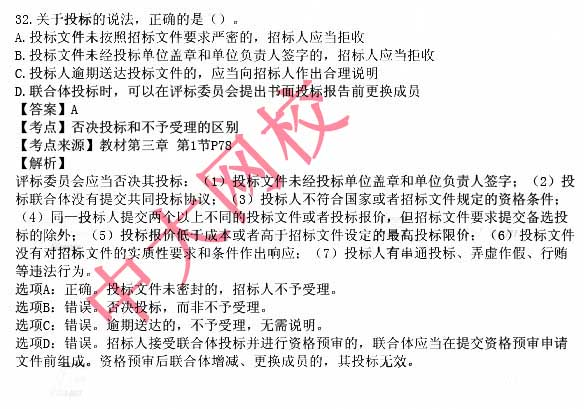 32.关于投标的说法，正确的是（）。
A.投标文件未按照招标文件要求严密的，招标人应当拒收
B.投标文件未经投标单位盖章和单位负责人签字的，招标人应当拒收
C.投标人逾期送达投标文件的，应当向招标人作出合理说明
D.联合体投标时，可以在评标委员会提出书面投标报告前更换成员
【答案】A
【考点】否决投标和不予受理的区别
【考点来源】教材第三章 第1节P78
【解析】
评标委员会应当否决其投标：（1）投标文件未经投标单位盖章和单位负责人签字；（2）投
标联合体没有提交共同投标协议；（3）投标人不符合国家或者招标文件规定的资格条件；
（4）同一投标人提交两个以上不同的投标文件或者投标报价，但招标文件要求提交备选投
标的除外；（5）投标报价低于成本或者高于招标文件设定的最高投标限价；（6）投标文件
没有对招标文件的实质性要求和条件作出响应；（7）投标人有串通投标、弄虚作假、行贿
等违法行为。
选项A：正确。投标文件未密封的，招标人不予受理。
选项B：错误。否决投标，而非不予受理。
选项C：错误。逾期送达的，不予受理，无需说明。
选项D：错误。招标人接受联合体投标并进行资格预审的，联合体应当在提交资格预审申请
文件前组成。资格预审后联合体增减、更换成员的，其投标无效。
中大网校